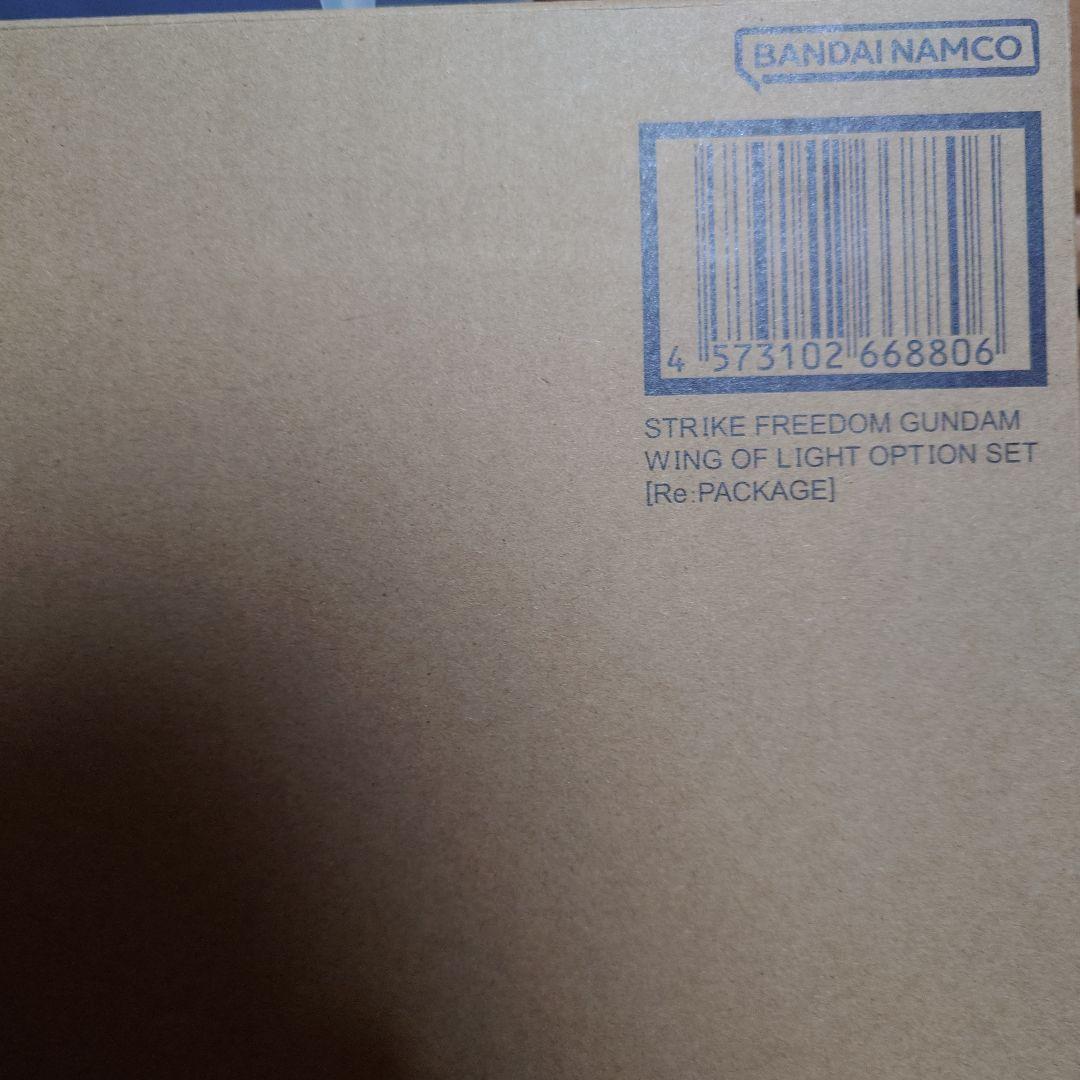 BANDAI NAMCO
4 573102 668806
STRIKE FREEDOM GUNDAM
WING OF LIGHT OPTION SET
[Re:PACKAGE]